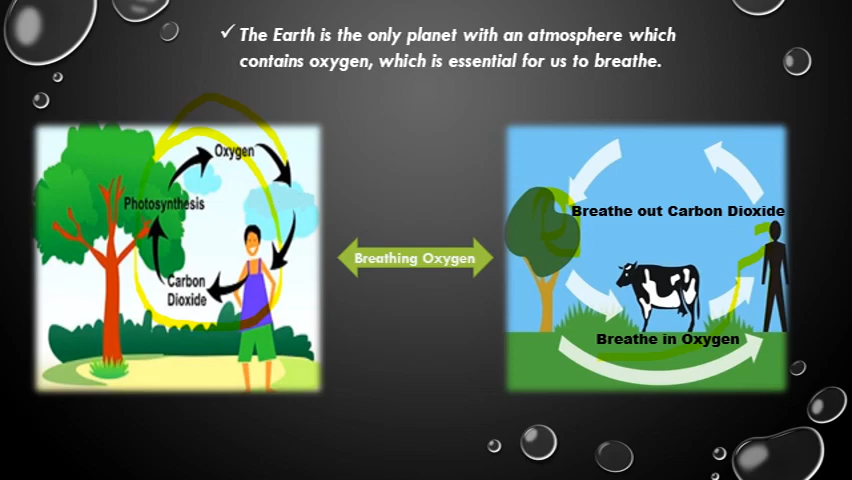 ✓ The Earth is the only planet with an atmosphere which
contains oxygen, which is essential for us to breathe.
Oxygen
Photosynthesis
Carbon
Dioxide
Breathing Oxygen
Breathe out Carbon Dioxide
Breathe in Oxygen